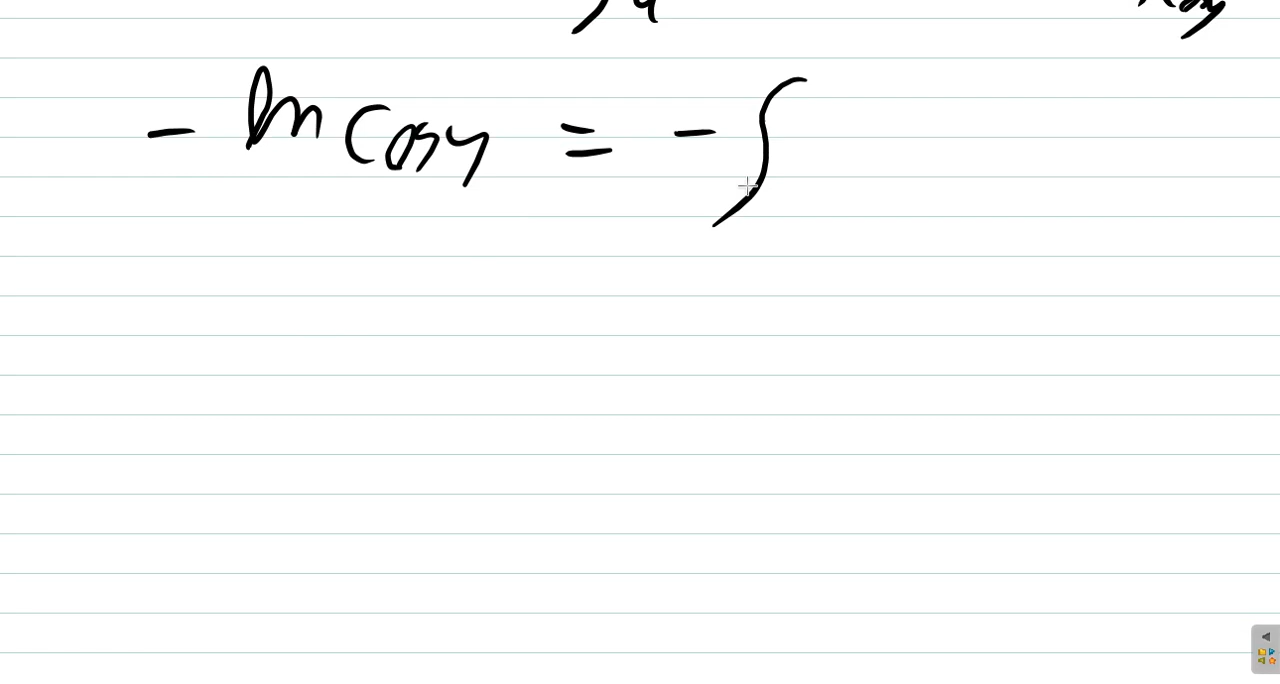 - ln cosy = - ∫